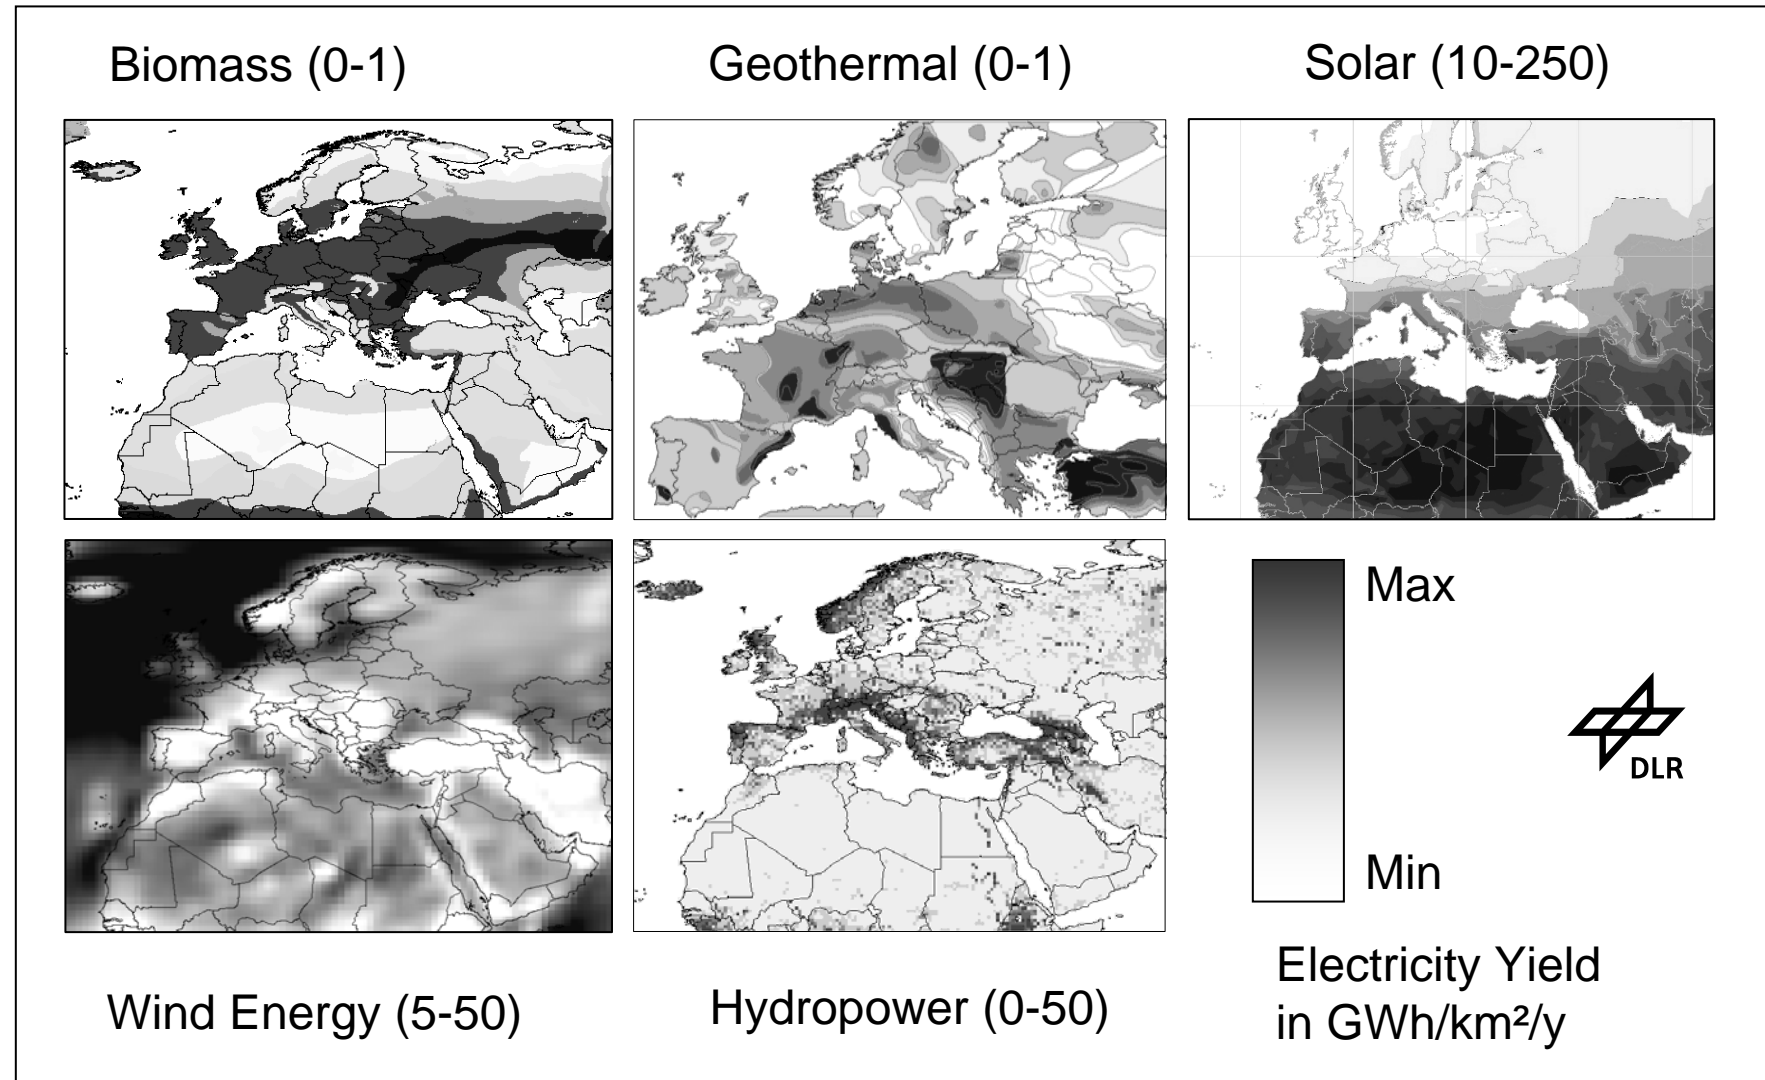 Biomass (0-1)
Geothermal (0-1)
Solar (10-250)
Max
Min
DLR
Wind Energy (5-50)
Hydropower (0-50)
Electricity Yield
in GWh/km²/y